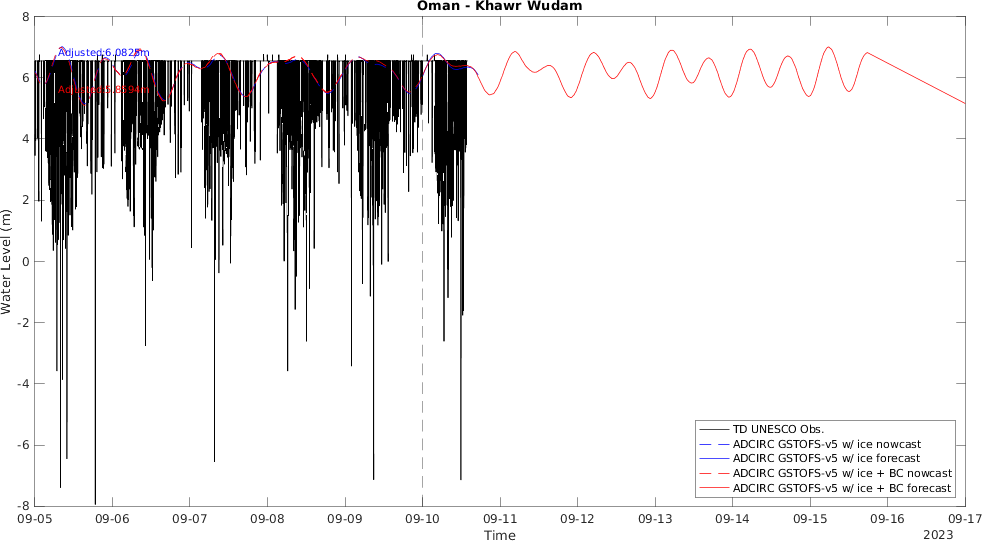 Oman - Khawr Wudam
8
Adjusted:6.0828m
6
Adjusted:5.8594m
4
2
Water Level (m)
0
-2
-4
TD UNESCO Obs.
ADCIRC GSTOFS-v5 w/ ice nowcast
ADCIRC GSTOFS-v5 w/ ice forecast
-6
ADCIRC GSTOFS-v5 w/ ice + BC nowcast
ADCIRC GSTOFS-v5 w/ ice + BC forecast
-8
09-05 09-06 09-07 09-08 09-09 09-10 09-11 09-12 09-13 09-14 09-15 09-16 09-17
Time
2023